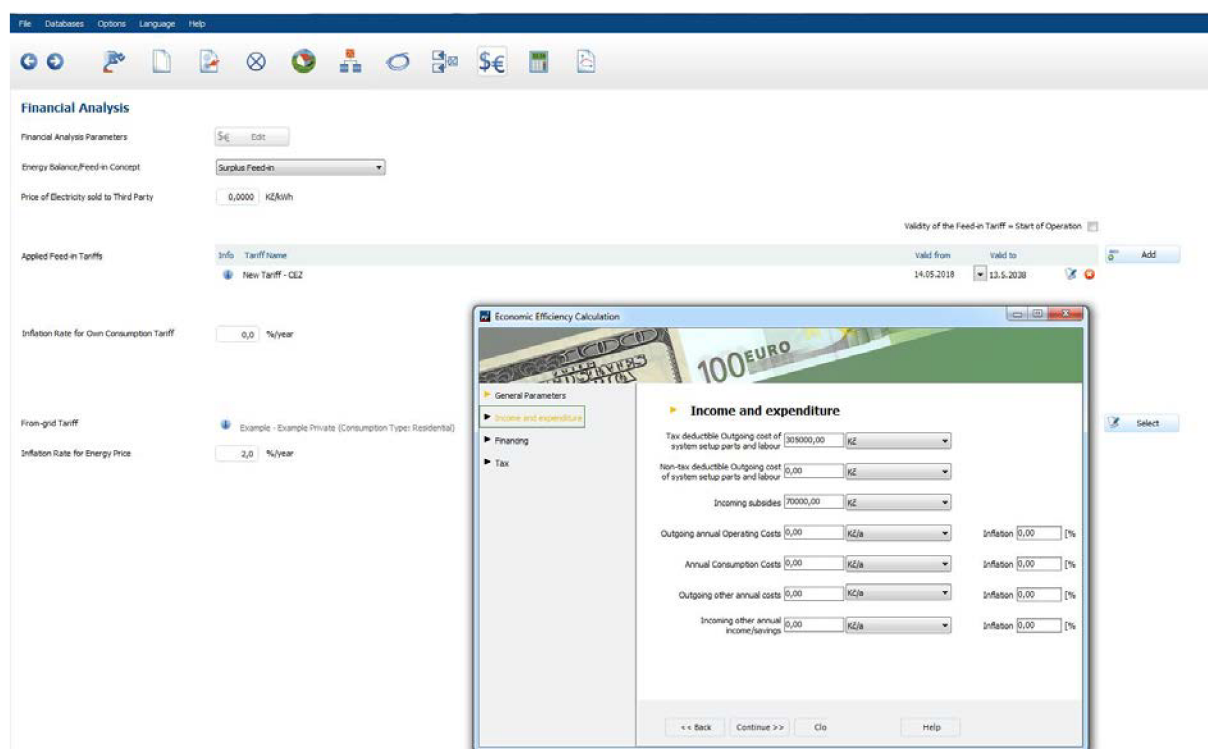 File Databases Options Language Help
Financial Analysis
Financial Analysis Parameters $€ Edit
Energy Balance/Feed-in Concept Surplus Feed-in
Price of Electricity sold to Third Party 0,0000 Kč/kWh
Validity of the Feed-in Tariff = Start of Operation
Applied Feed-in Tariffs Info Tariff Name Valid from Valid to Add
New Tariff - CEZ 14.05.2018 13.5.2038
Inflation Rate for Own Consumption Tariff 0,0 %/year
From-grid Tariff Example - Example Private (Consumption Type: Residential) Select
Inflation Rate for Energy Price 2,0 %/year
Economic Efficiency Calculation
100 EURO
General Parameters
Income and expenditure
Financing
Tax
Income and expenditure
Tax deductible Outgoing cost of
system setup parts and labour 305000,00 Kč
Non-tax deductible Outgoing cost
of system setup parts and labour 0,00 Kč
Incoming subsidies 70000,00 Kč
Outgoing annual Operating Costs 0,00 Kč/a Inflation 0,00 [%
Annual Consumption Costs 0,00 Kč/a Inflation 0,00 [%
Outgoing other annual costs 0,00 Kč/a Inflation 0,00 [%
Incoming other annual
income/savings 0,00 Kč/a Inflation 0,00 [%
<< Back Continue >> Clo Help